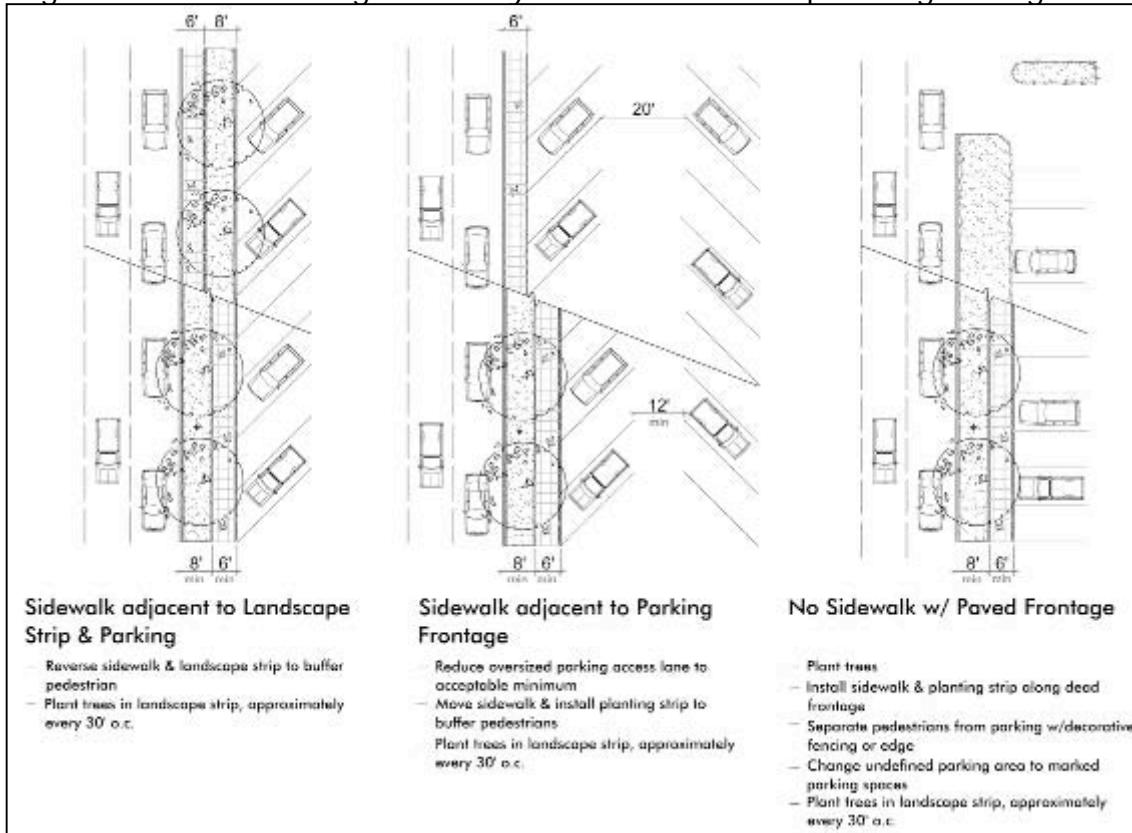 6' 8'
6'
20'
12'
min
8' 6'
min min
8' 6'
min min
8' 6'
min min
Sidewalk adjacent to Landscape
Strip & Parking
– Reverse sidewalk & landscape strip to buffer
pedestrian
– Plant trees in landscape strip, approximately
every 30' o.c.
Sidewalk adjacent to Parking
Frontage
– Reduce oversized parking access lane to
acceptable minimum
– Move sidewalk & install planting strip to
buffer pedestrians
Plant trees in landscape strip, approximately
every 30' o.c.
No Sidewalk w/ Paved Frontage
– Plant trees
– Install sidewalk & planting strip along dead
frontage
– Separate pedestrians from parking w/decorative
fencing or edge
– Change undefined parking area to marked
parking spaces
– Plant trees in landscape strip, approximately
every 30' o.c.